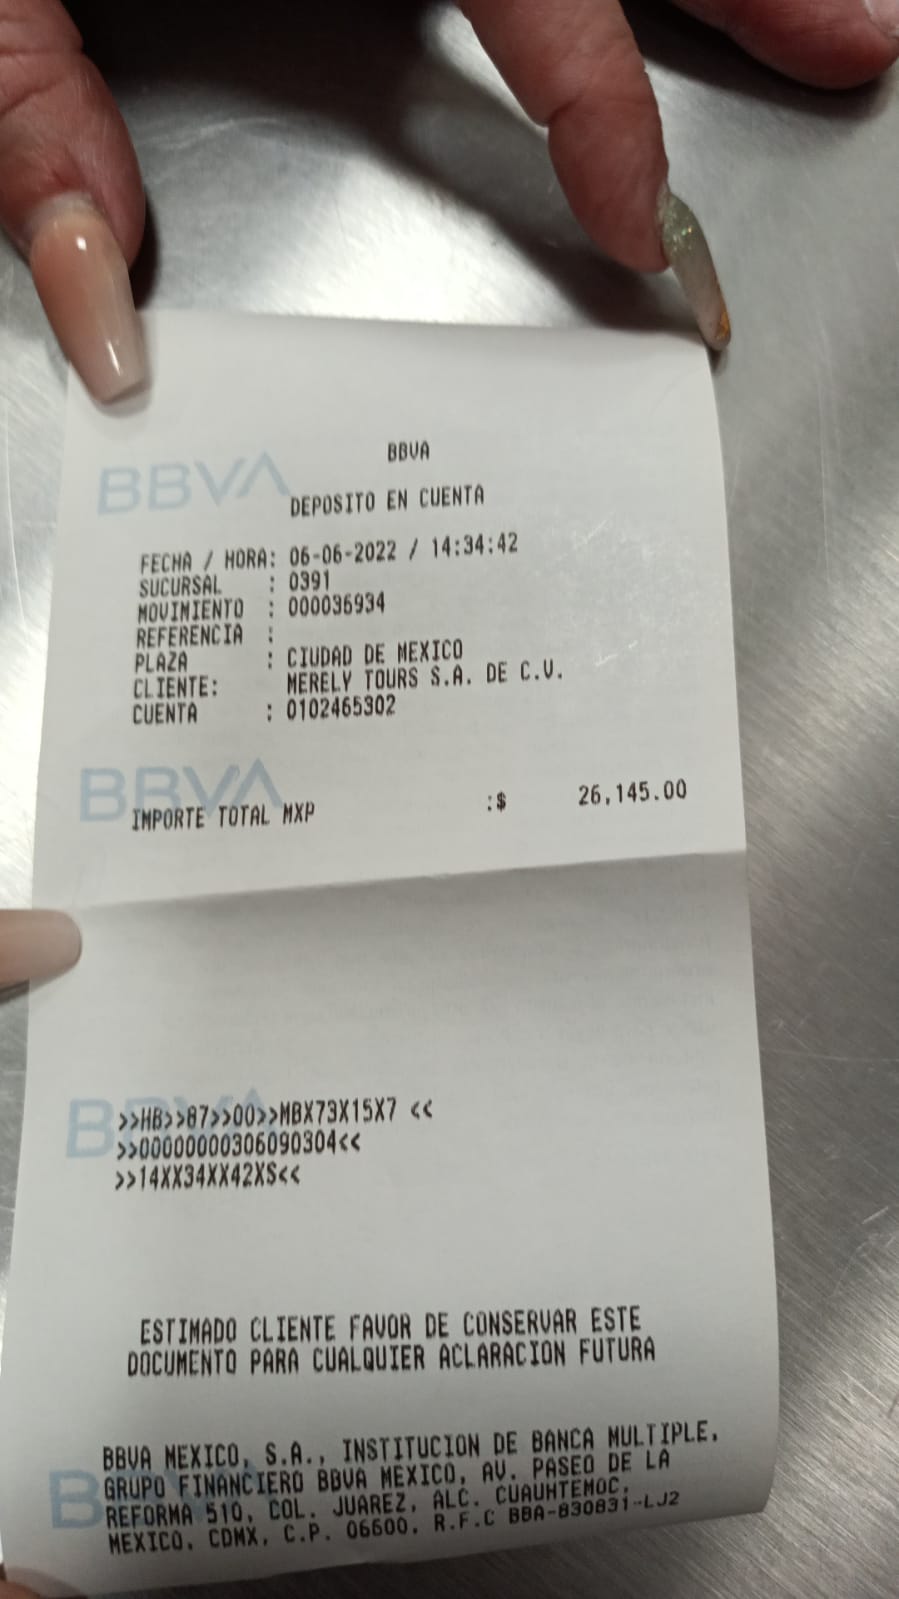 BBVA
BBVA
DEPOSITO EN CUENTA
FECHA / HORA: 06-06-2022 / 14:34:42
SUCURSAL : 0391
MOVIMIENTO : 000036934
REFERENCIA :
PLAZA : CIUDAD DE MEXICO
CLIENTE: MERELY TOURS S.A. DE C.V.
CUENTA : 0102465302
BBVA
IMPORTE TOTAL MXP :$ 26,145.00
B
>>HB>>87>>00>>MBX73X15X7 <<
>>00000000306090304<<
>>14XX34XX42XS<<
ESTIMADO CLIENTE FAVOR DE CONSERVAR ESTE
DOCUMENTO PARA CUALQUIER ACLARACION FUTURA
BBVA MEXICO, S.A., INSTITUCION DE BANCA MULTIPLE,
GRUPO FINANCIERO BBVA MEXICO, AV. PASEO DE LA
REFORMA 510, COL. JUAREZ, ALC. CUAUHTEMOC,
MEXICO, CDMX, C.P. 06600, R.F.C BBA-830831-LJ2